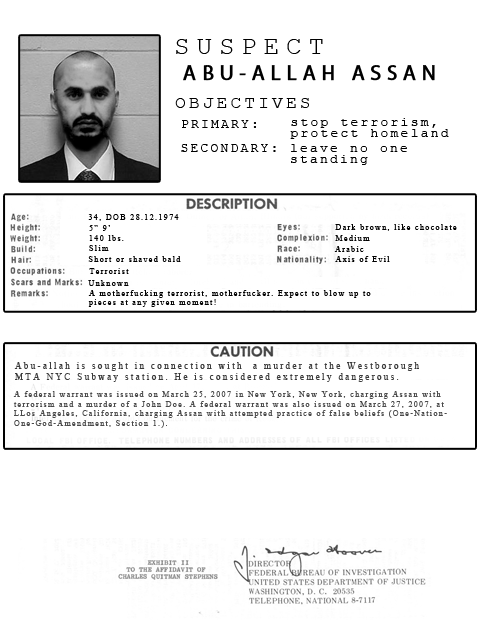 SUSPECT
ABU-ALLAH ASSAN
OBJECTIVES
PRIMARY: stop terrorism,
protect homeland
SECONDARY: leave no one
standing
DESCRIPTION
Age: 34, DOB 28.12.1974
Height: 5" 9'
Weight: 140 lbs.
Build: Slim
Hair: Short or shaved bald
Occupations: Terrorist
Scars and Marks: Unknown
Remarks: A motherfucking terrorist, motherfucker. Expect to blow up to
pieces at any given moment!
Eyes: Dark brown, like chocolate
Complexion: Medium
Race: Arabic
Nationality: Axis of Evil
CAUTION
Abu-allah is sought in connection with a murder at the Westborough
MTA NYC Subway station. He is considered extremely dangerous.
A federal warrant was issued on March 25, 2007 in New York, New York, charging Assan with
terrorism and a murder of a John Doe. A federal warrant was also issued on March 27, 2007, at
LLos Angeles, California, charging Assan with attempted practice of false beliefs (One-Nation-
One-God-Amendment, Section 1.).
EXHIBIT II
TO THE AFFIDAVIT OF
CHARLES QUITMAN STEPHENS
J. Edgar Hoover
DIRECTOR
FEDERAL BUREAU OF INVESTIGATION
UNITED STATES DEPARTMENT OF JUSTICE
WASHINGTON, D. C. 20535
TELEPHONE, NATIONAL 8-7117